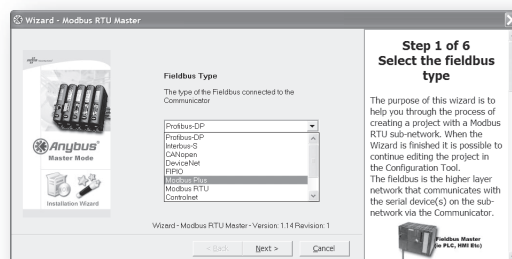 Wizard - Modbus RTU Master
Anybus®
Master Mode
Installation Wizard
Fieldbus Type
The type of the Fieldbus connected to the
Communicator
Profibus-DP
Profibus-DP
Interbus-S
CANopen
DeviceNet
FIPIO
Modbus Plus
Modbus RTU
Controlnet
Wizard - Modbus RTU Master - Version: 1.14 Revision: 1
< Back
Next >
Cancel
Step 1 of 6
Select the fieldbus
type
The purpose of this wizard is to
help you through the process of
creating a project with a Modbus
RTU sub-network. When the
Wizard is finished it is possible to
continue editing the project in
the Configuration Tool.
The fieldbus is the higher layer
network that communicates with
the serial device(s) on the sub-
network via the Communicator.
Fieldbus Master
(ie PLC, HMI Etc)